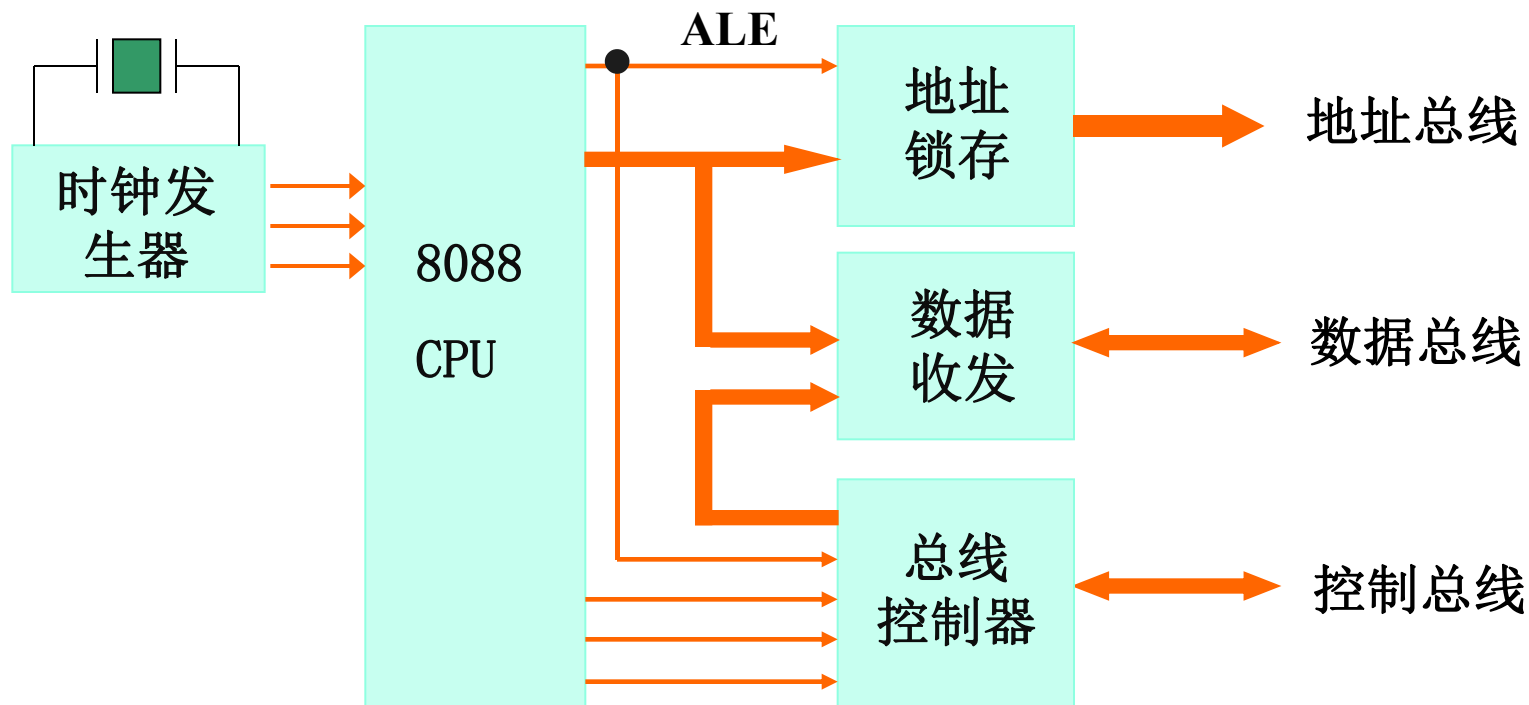 ALE
时钟发
生器
8088
CPU
地址
锁存
地址总线
数据
收发
数据总线
总线
控制器
控制总线